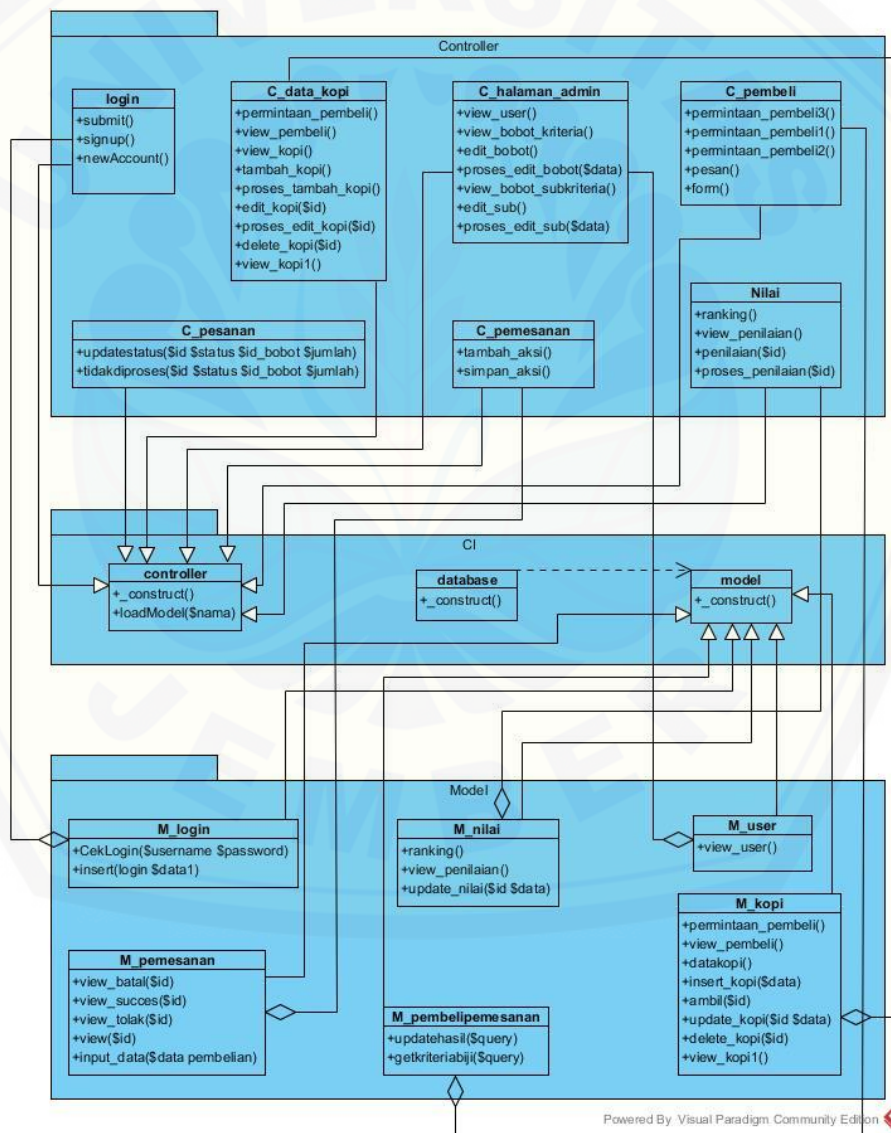 Controller
login
+submit()
+signup()
+newAccount()
C_data_kopi
+permintaan_pembeli()
+view_pembeli()
+view_kopi()
+tambah_kopi()
+proses_tambah_kopi()
+edit_kopi($id)
+proses_edit_kopi($id)
+delete_kopi($id)
+view_kopi1()
C_halaman_admin
+view_user()
+view_bobot_kriteria()
+edit_bobot()
+proses_edit_bobot($data)
+view_bobot_subkriteria()
+edit_sub()
+proses_edit_sub($data)
C_pembeli
+permintaan_pembeli3()
+permintaan_pembeli1()
+permintaan_pembeli2()
+pesan()
+form()
C_pesanan
+updatestatus($id $status $id_bobot $jumlah)
+tidakdiproses($id $status $id_bobot $jumlah)
C_pemesanan
+tambah_aksi()
+simpan_aksi()
Nilai
+ranking()
+view_penilaian()
+penilaian($id)
+proses_penilaian($id)
CI
controller
+_construct()
+loadModel($nama)
database
+_construct()
model
+_construct()
Model
M_login
+CekLogin($username $password)
+insert(login $data1)
M_nilai
+ranking()
+view_penilaian()
+update_nilai($id $data)
M_user
+view_user()
M_pemesanan
+view_batal($id)
+view_succes($id)
+view_tolak($id)
+view($id)
+input_data($data pembelian)
M_pembelipemesanan
+updatehasil($query)
+getkriteriabiji($query)
M_kopi
+permintaan_pembeli()
+view_pembeli()
+datakopi()
+insert_kopi($data)
+ambil($id)
+update_kopi($id $data)
+delete_kopi($id)
+view_kopi1()
Powered By Visual Paradigm Community Edition
UNIVERSITAS
JEMBER